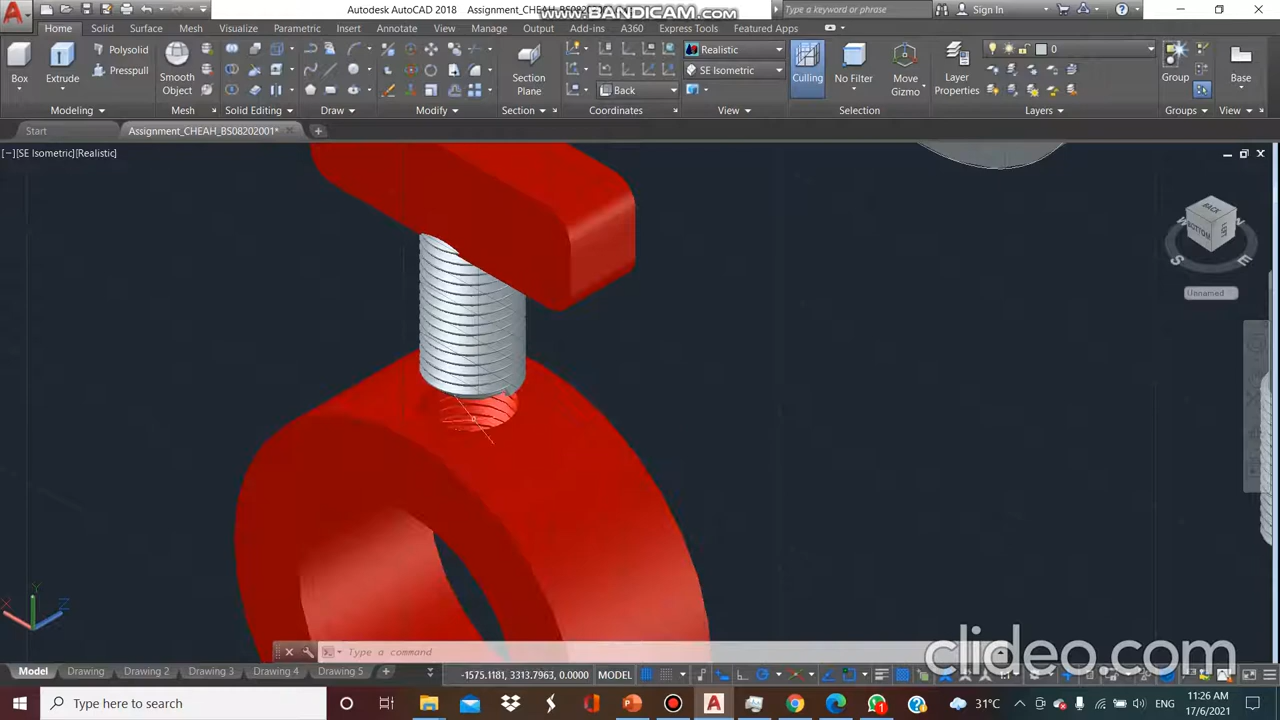 Autodesk AutoCAD 2018
Assignment_CHEAH_BS0820
www.BANDICAM.com
Type a keyword or phrase
Sign In
Home Solid Surface Mesh Visualize Parametric Insert Annotate View Manage Output Add-ins A360 Express Tools Featured Apps
Box
Extrude
Polysolid
Presspull
Smooth Object
Section Plane
Realistic
SE Isometric
Back
Culling
No Filter
Move Gizmo
Layer Properties
0
Group
Base
Modeling
Mesh
Solid Editing
Draw
Modify
Section
Coordinates
View
Selection
Layers
Groups
View
Start
Assignment_CHEAH_BS08202001*
[−][SE Isometric][Realistic]
BACK
BOTTOM
LEFT
W
N
S
E
Unnamed
X
Y
Z
Type a command
clideo.com
Model Drawing Drawing 2 Drawing 3 Drawing 4 Drawing 5
-1575.1181, 3313.7963, 0.0000 MODEL
Type here to search
31°C
ENG
11:26 AM
17/6/2021